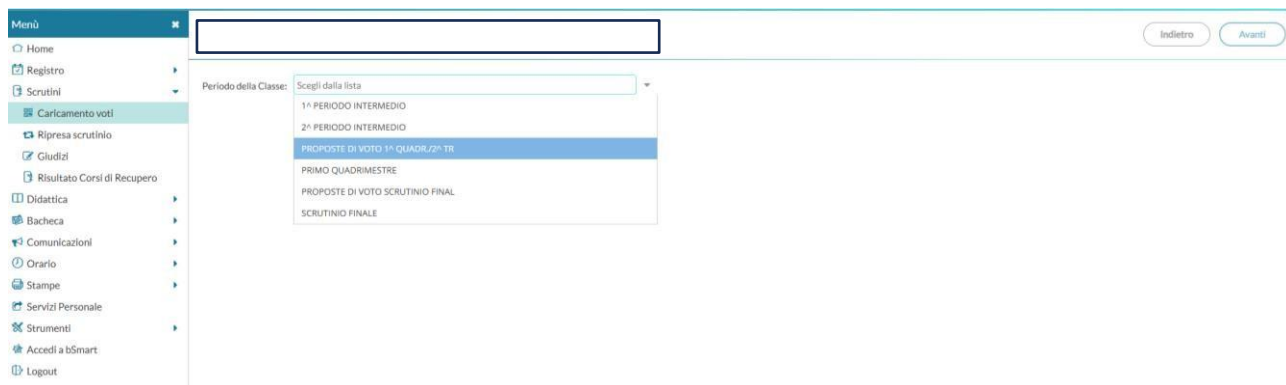 Menù
Home
Registro
Scrutini
Caricamento voti
Ripresa scrutinio
Giudizi
Risultato Corsi di Recupero
Didattica
Bacheca
Comunicazioni
Orario
Stampe
Servizi Personale
Strumenti
Accedi a bSmart
Logout
Indietro
Avanti
Periodo della Classe: Scegli dalla lista
1^ PERIODO INTERMEDIO
2^ PERIODO INTERMEDIO
PROPOSTE DI VOTO 1^ QUADR./2^ TR
PRIMO QUADRIMESTRE
PROPOSTE DI VOTO SCRUTINIO FINAL
SCRUTINIO FINALE